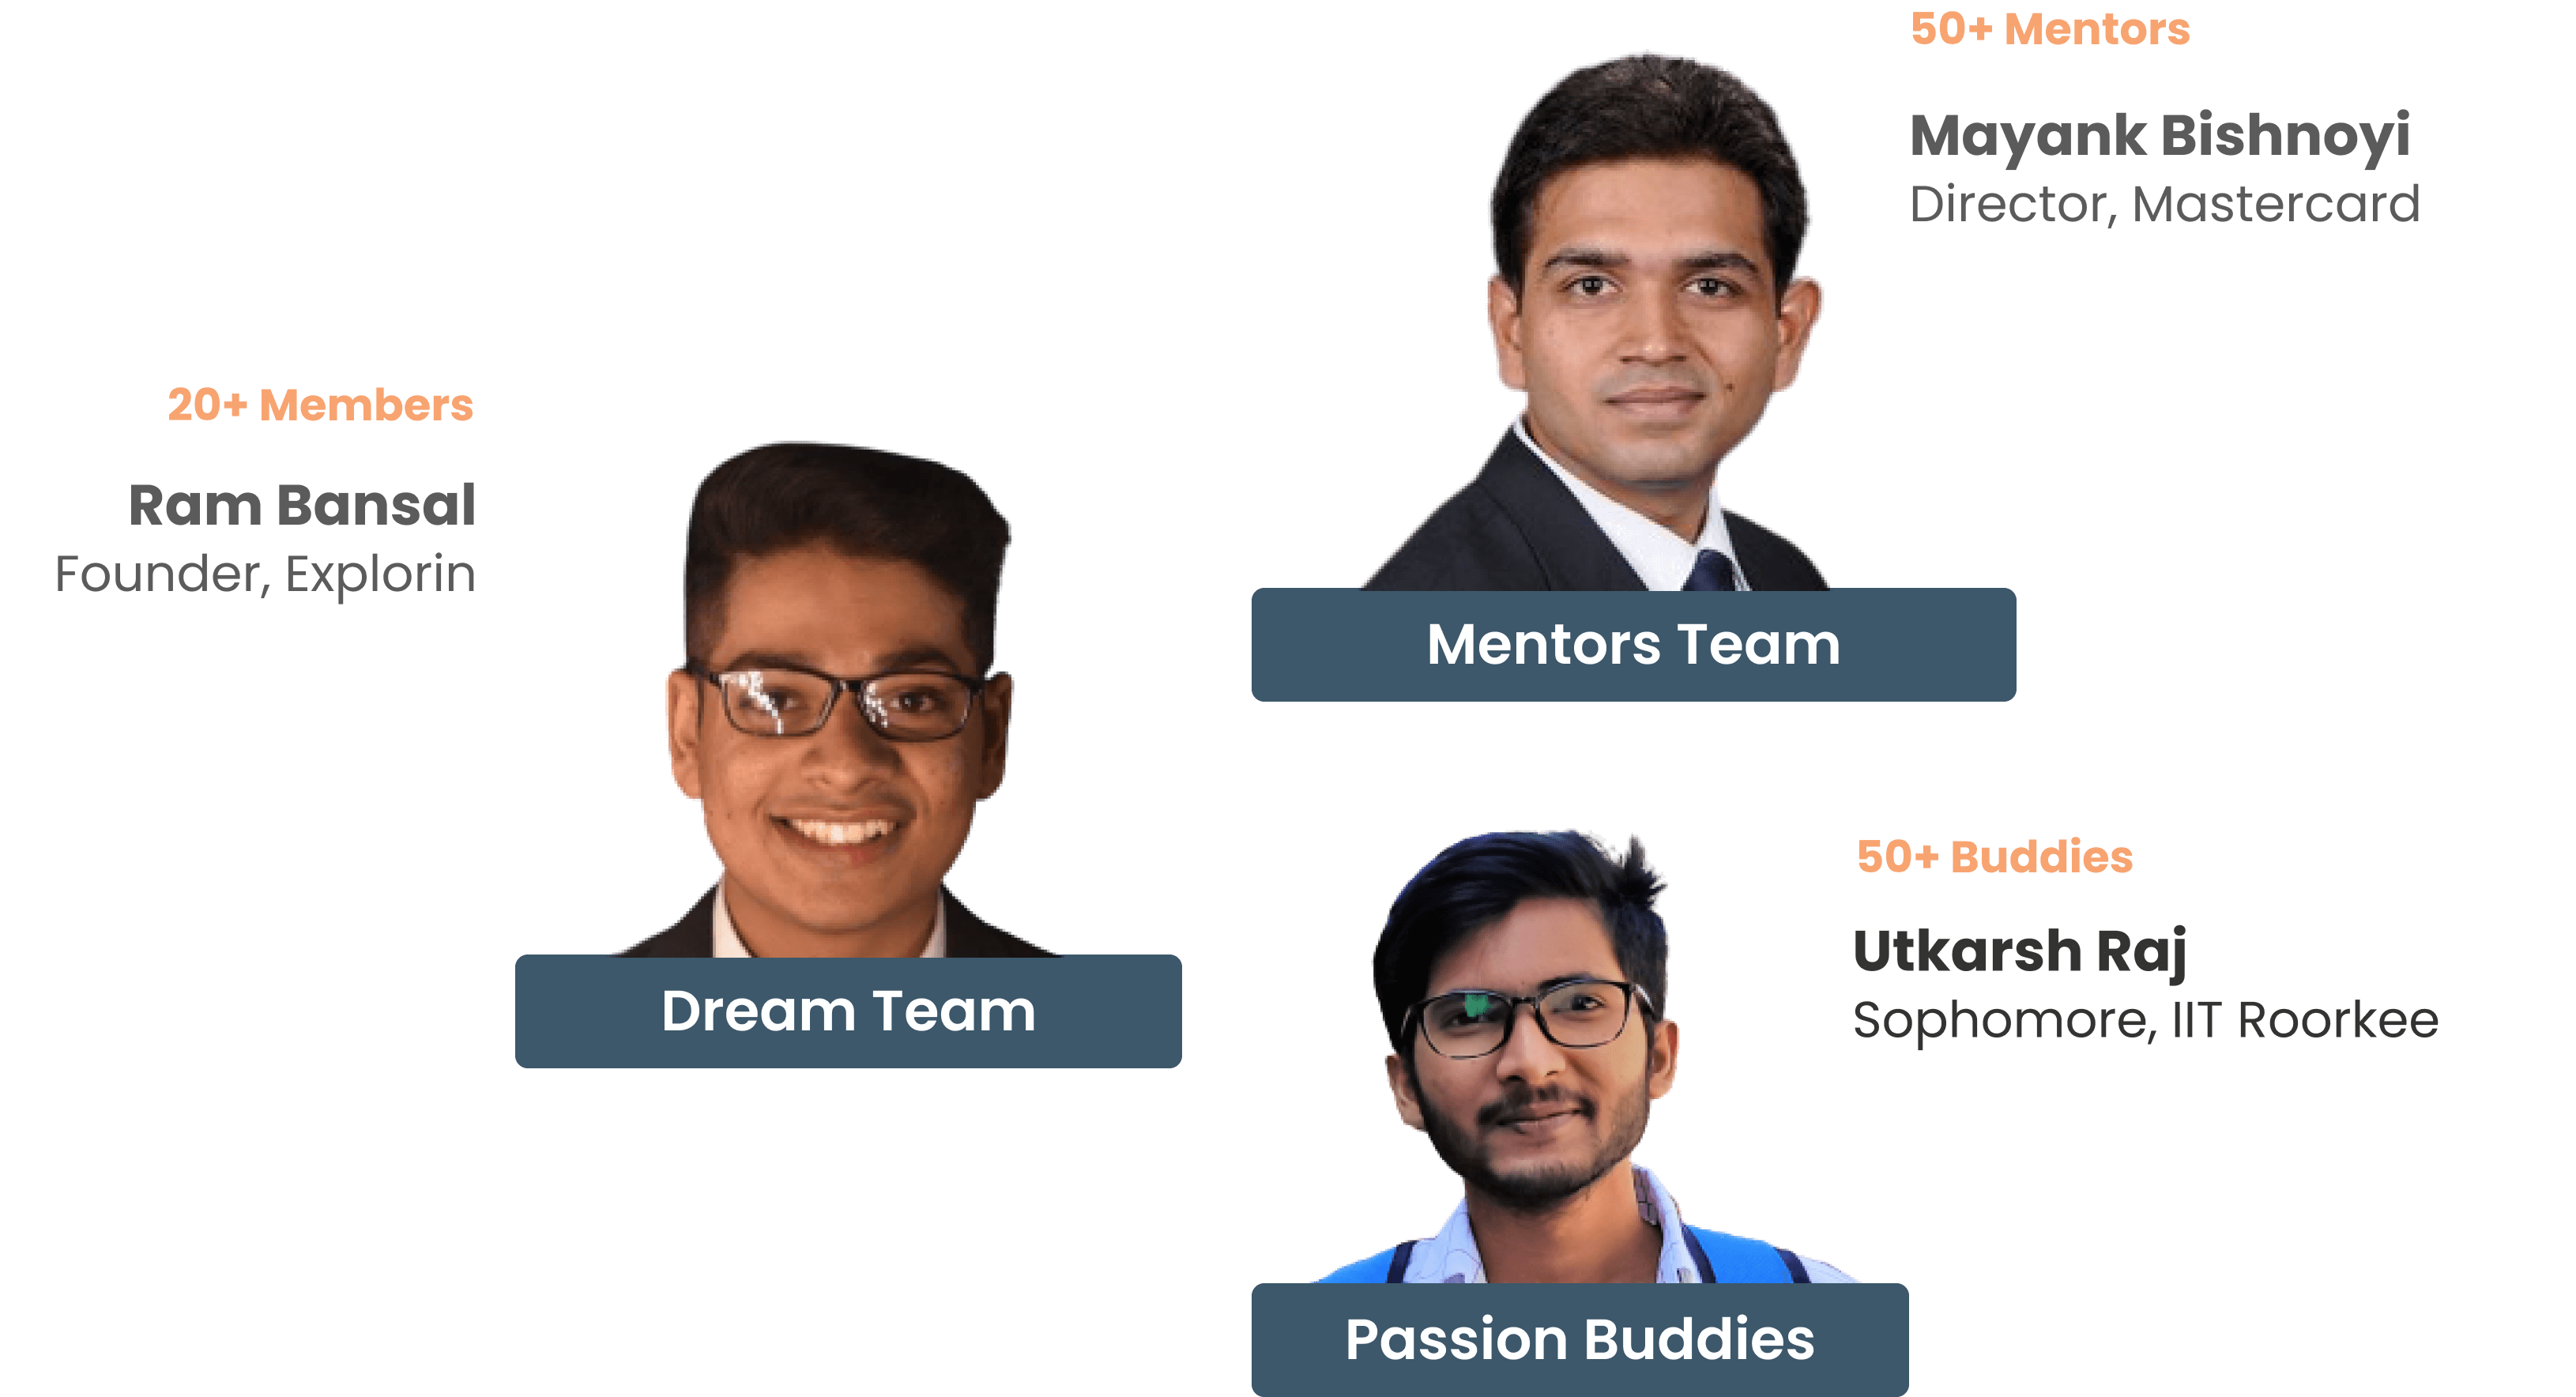 50+ Mentors
Mayank Bishnoyi
Director, Mastercard
Mentors Team
20+ Members
Ram Bansal
Founder, Explorin
Dream Team
50+ Buddies
Utkarsh Raj
Sophomore, IIT Roorkee
Passion Buddies